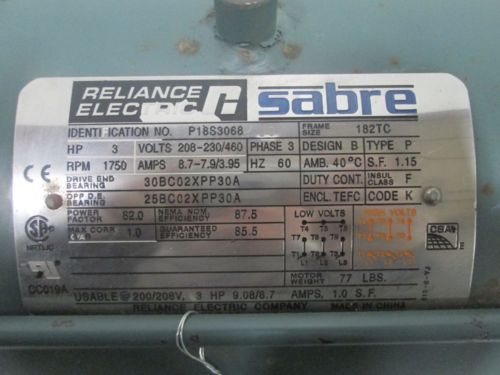 RELIANCE ELECTRIC sabre
IDENTIFICATION NO. P18S3068 FRAME SIZE 182TC
HP 3 VOLTS 208-230/460 PHASE 3 DESIGN B TYPE P
RPM 1750 AMPS 8.7-7.9/3.95 HZ 60 AMB. 40°C S.F. 1.15
DRIVE END BEARING 30BC02XPP30A DUTY CONT. INSUL CLASS F
OPP D.E. BEARING 25BC02XPP30A ENCL. TEFC CODE K
POWER FACTOR 82.0 NEMA NOM. EFFICIENCY 87.5 LOW VOLTS HIGH VOLTS
MAX CORR KVAR 1.0 GUARANTEED EFFICIENCY 85.5
T4 T5 T6
T7 T8 T9
T1 T2 T3
L1 L2 L3
NRTL/C
CSA E
MOTOR WEIGHT 77 LBS.
CC019A
USABLE @ 200/208V, 3 HP 9.08/8.7 AMPS, 1.0 S.F.
RELIANCE ELECTRIC COMPANY MADE IN CHINA